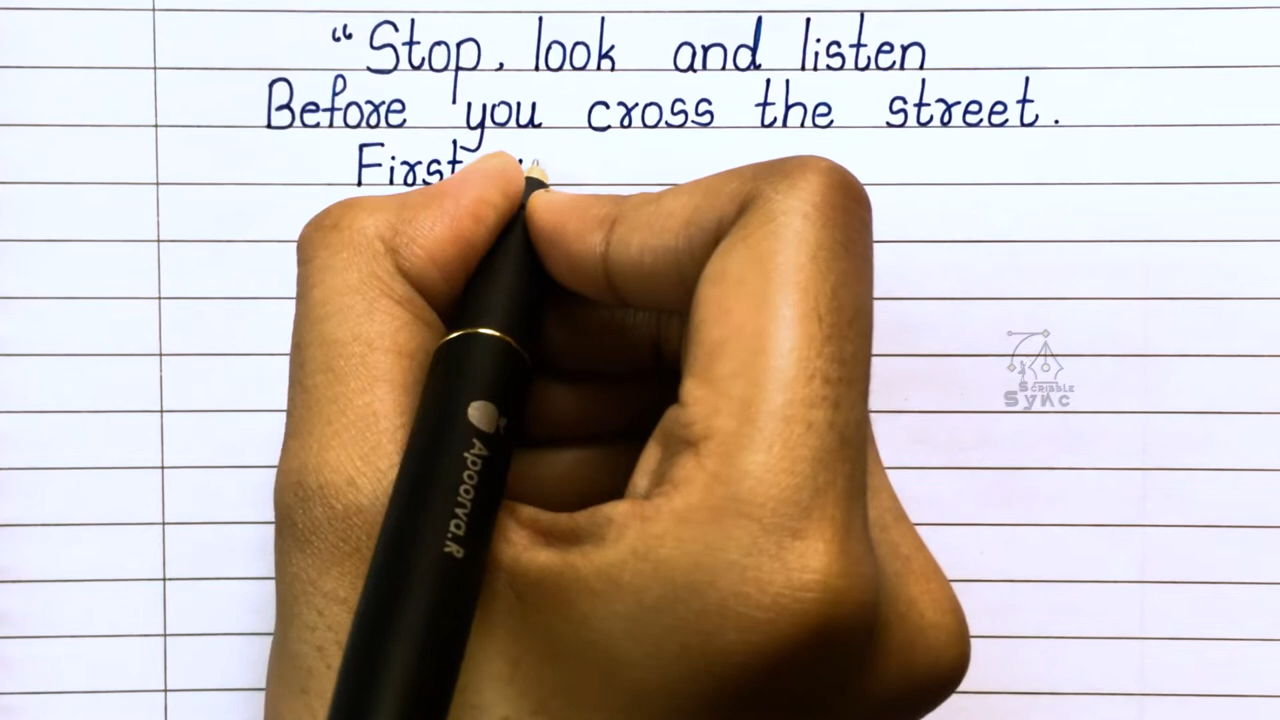 “Stop, look and listen
Before you cross the street.
First
Apoorva.R
Scribble
Sync